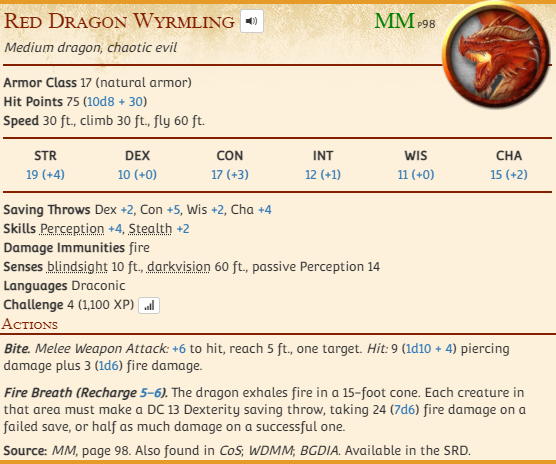 Red Dragon Wyrmling MM p98
Medium dragon, chaotic evil
Armor Class 17 (natural armor)
Hit Points 75 (10d8 + 30)
Speed 30 ft., climb 30 ft., fly 60 ft.
STR DEX CON INT WIS CHA
19 (+4) 10 (+0) 17 (+3) 12 (+1) 11 (+0) 15 (+2)
Saving Throws Dex +2, Con +5, Wis +2, Cha +4
Skills Perception +4, Stealth +2
Damage Immunities fire
Senses blindsight 10 ft., darkvision 60 ft., passive Perception 14
Languages Draconic
Challenge 4 (1,100 XP)
Actions
Bite. Melee Weapon Attack: +6 to hit, reach 5 ft., one target. Hit: 9 (1d10 + 4) piercing
damage plus 3 (1d6) fire damage.
Fire Breath (Recharge 5–6). The dragon exhales fire in a 15–foot cone. Each creature in
that area must make a DC 13 Dexterity saving throw, taking 24 (7d6) fire damage on a
failed save, or half as much damage on a successful one.
Source: MM, page 98. Also found in CoS; WDMM; BGDIA. Available in the SRD.